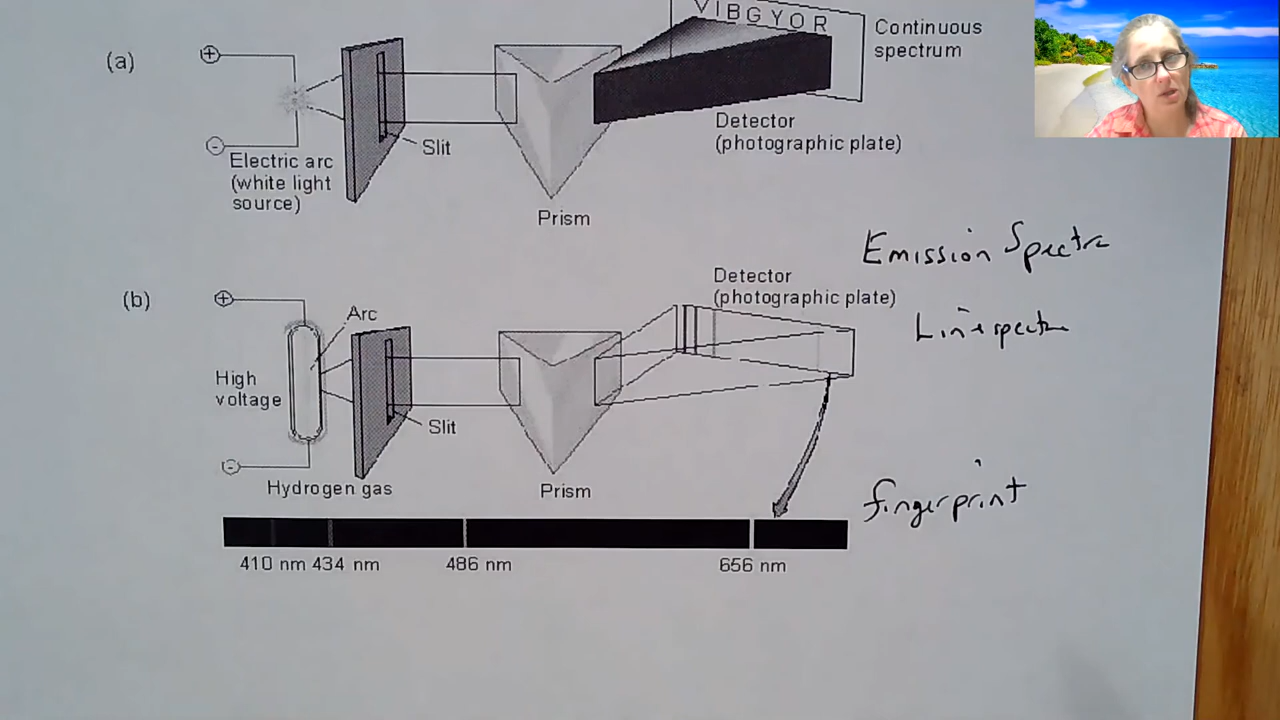 V I B G Y O R
Continuous
spectrum
(a)
+
-
Electric arc
(white light
source)
Slit
Prism
Detector
(photographic plate)
Emission Spectra
(b)
+
-
High
voltage
Arc
Slit
Hydrogen gas
Prism
Detector
(photographic plate)
Line spectra
fingerprint
410 nm 434 nm 486 nm 656 nm